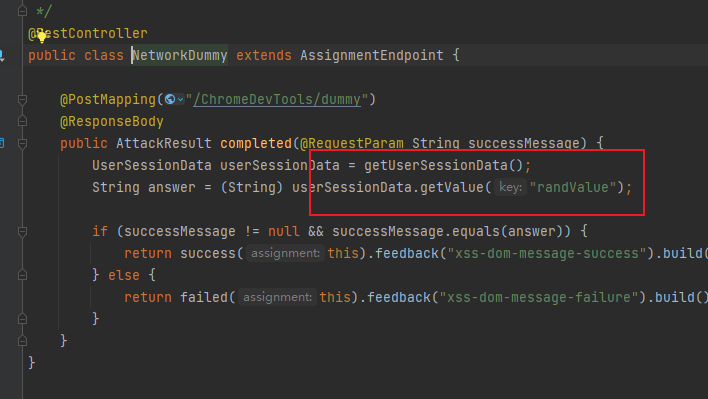 */
@RestController
public class NetworkDummy extends AssignmentEndpoint {
@PostMapping("/ChromeDevTools/dummy")
@ResponseBody
public AttackResult completed(@RequestParam String successMessage) {
UserSessionData userSessionData = getUserSessionData();
String answer = (String) userSessionData.getValue( key: "randValue");
if (successMessage != null && successMessage.equals(answer)) {
return success( assignment: this).feedback("xss-dom-message-success").build(
} else {
return failed( assignment: this).feedback("xss-dom-message-failure").build()
}
}
}